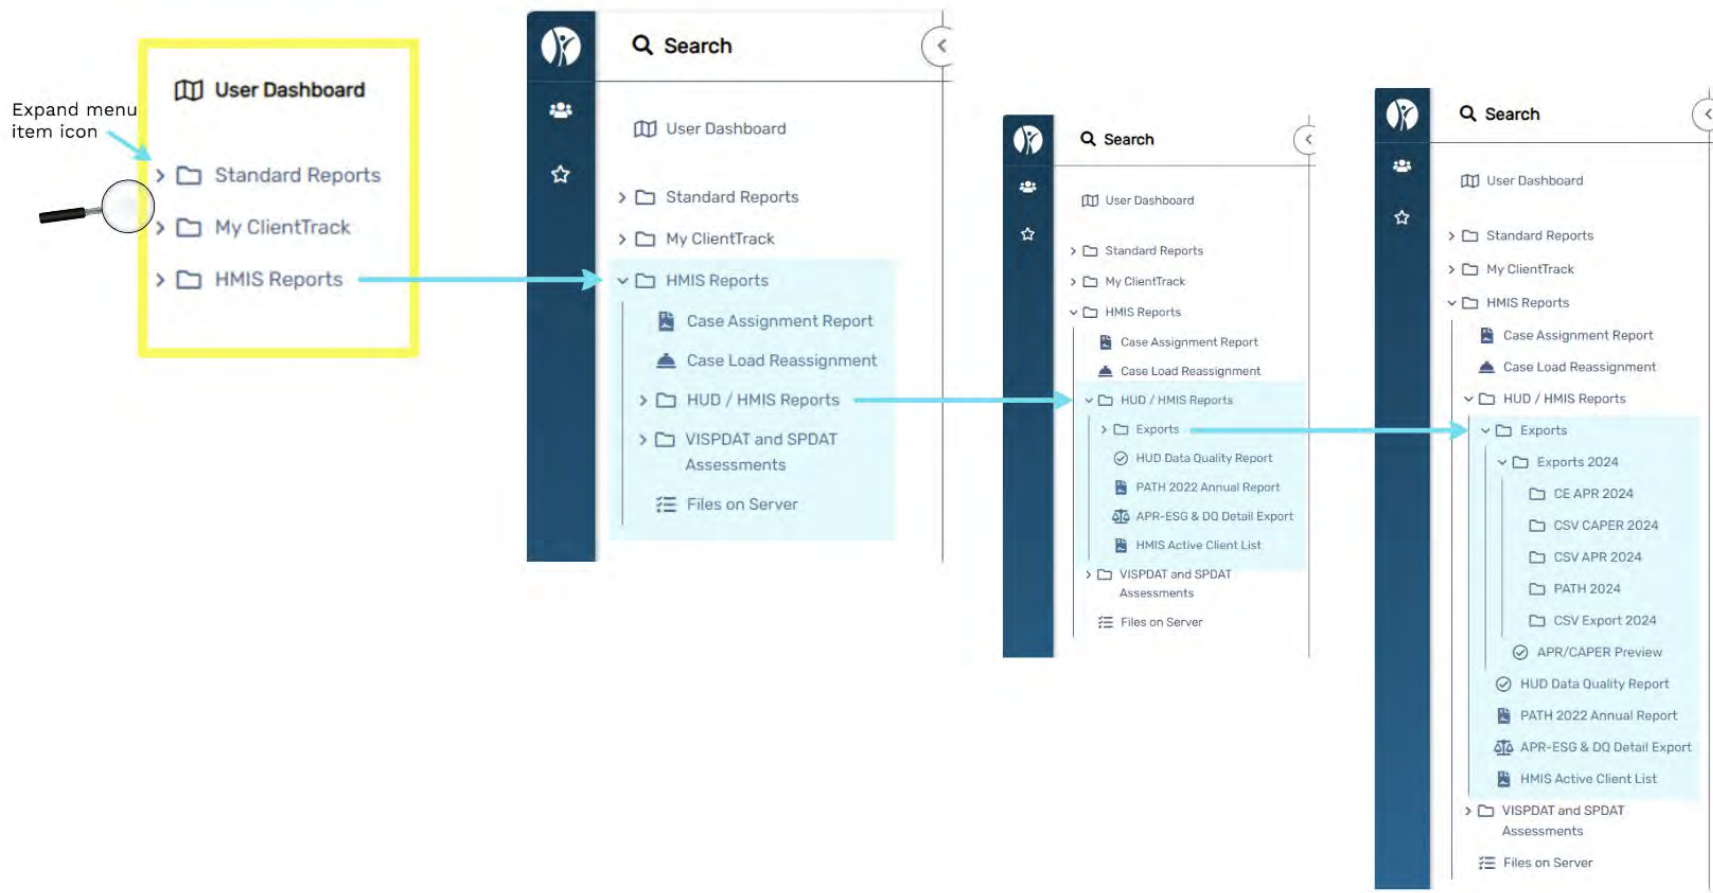 Expand menu
item icon
User Dashboard
Standard Reports
My ClientTrack
HMIS Reports
Search
User Dashboard
Standard Reports
My ClientTrack
HMIS Reports
Case Assignment Report
Case Load Reassignment
HUD / HMIS Reports
VISPDAT and SPDAT
Assessments
Files on Server
Search
User Dashboard
Standard Reports
My ClientTrack
HMIS Reports
Case Assignment Report
Case Load Reassignment
HUD / HMIS Reports
Exports
HUD Data Quality Report
PATH 2022 Annual Report
APR-ESG & DQ Detail Export
HMIS Active Client List
VISPDAT and SPDAT
Assessments
Files on Server
Search
User Dashboard
Standard Reports
My ClientTrack
HMIS Reports
Case Assignment Report
Case Load Reassignment
HUD / HMIS Reports
Exports
Exports 2024
CE APR 2024
CSV CAPER 2024
CSV APR 2024
PATH 2024
CSV Export 2024
APR/CAPER Preview
HUD Data Quality Report
PATH 2022 Annual Report
APR-ESG & DQ Detail Export
HMIS Active Client List
VISPDAT and SPDAT
Assessments
Files on Server